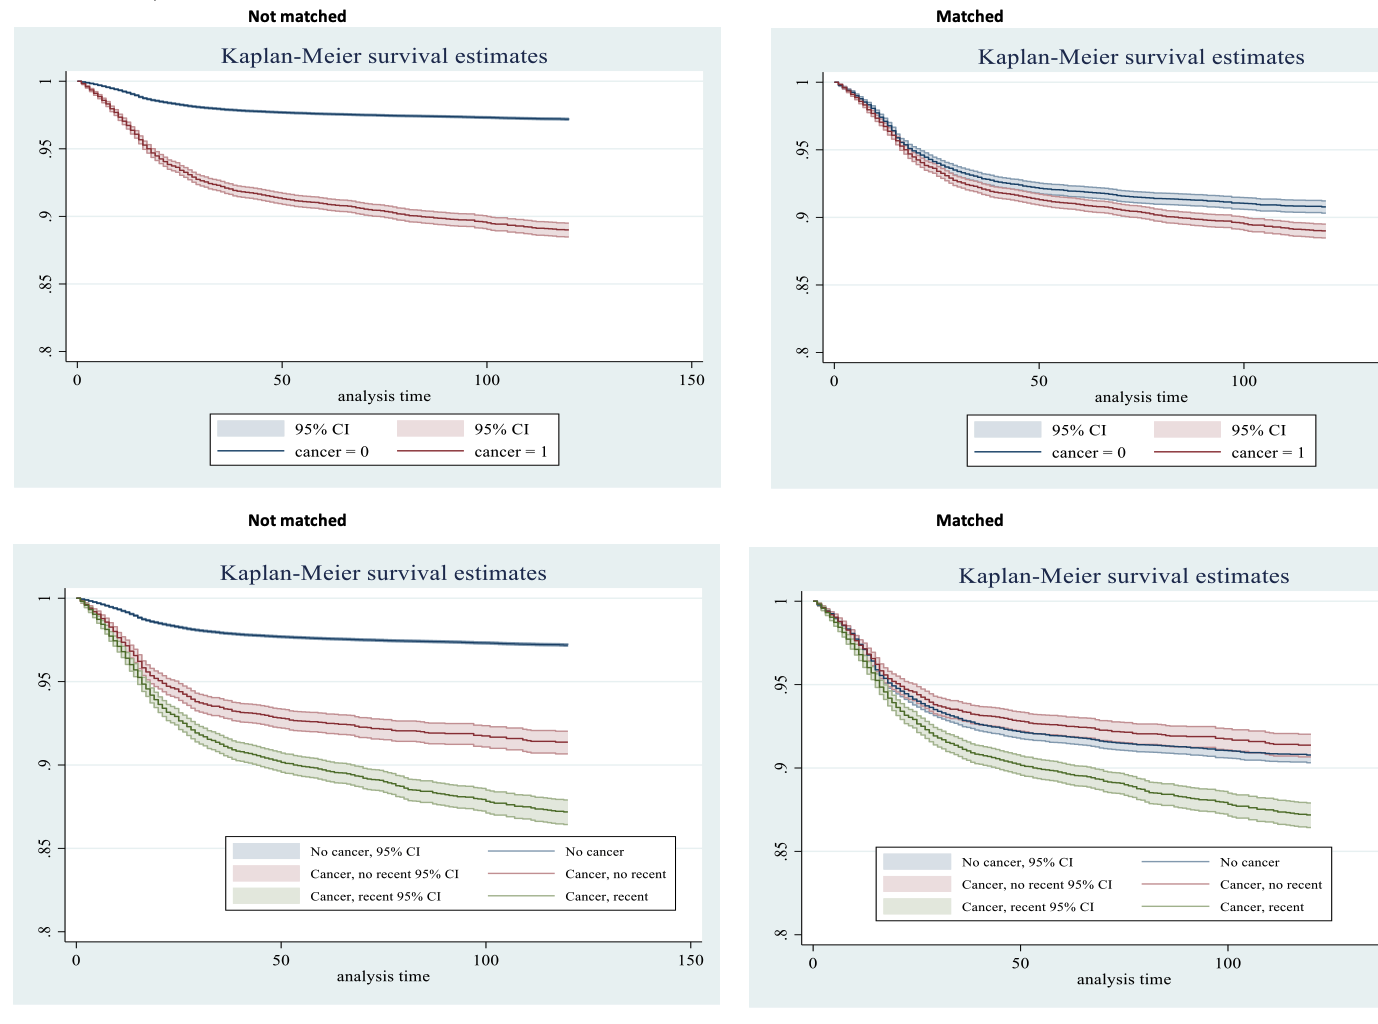 Not matched
Kaplan-Meier survival estimates
1
.95
.9
.85
.8
0 50 100 150
analysis time
95% CI 95% CI
cancer = 0 cancer = 1
Matched
Kaplan-Meier survival estimates
1
.95
.9
.85
.8
0 50 100
analysis time
95% CI 95% CI
cancer = 0 cancer = 1
Not matched
Kaplan-Meier survival estimates
1
.95
.9
.85
.8
No cancer, 95% CI No cancer
Cancer, no recent 95% CI Cancer, no recent
Cancer, recent 95% CI Cancer, recent
0 50 100 150
analysis time
Matched
Kaplan-Meier survival estimates
1
.95
.9
.85
.8
No cancer, 95% CI No cancer
Cancer, no recent 95% CI Cancer, no recent
Cancer, recent 95% CI Cancer, recent
0 50 100
analysis time